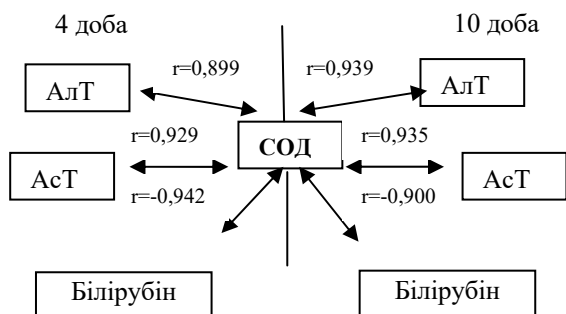 4 доба
10 доба
r=0,899
r=0,939
АлТ
АлТ
r=0,929
СОД
r=0,935
АсТ
АсТ
r=-0,942
r=-0,900
Білірубін
Білірубін